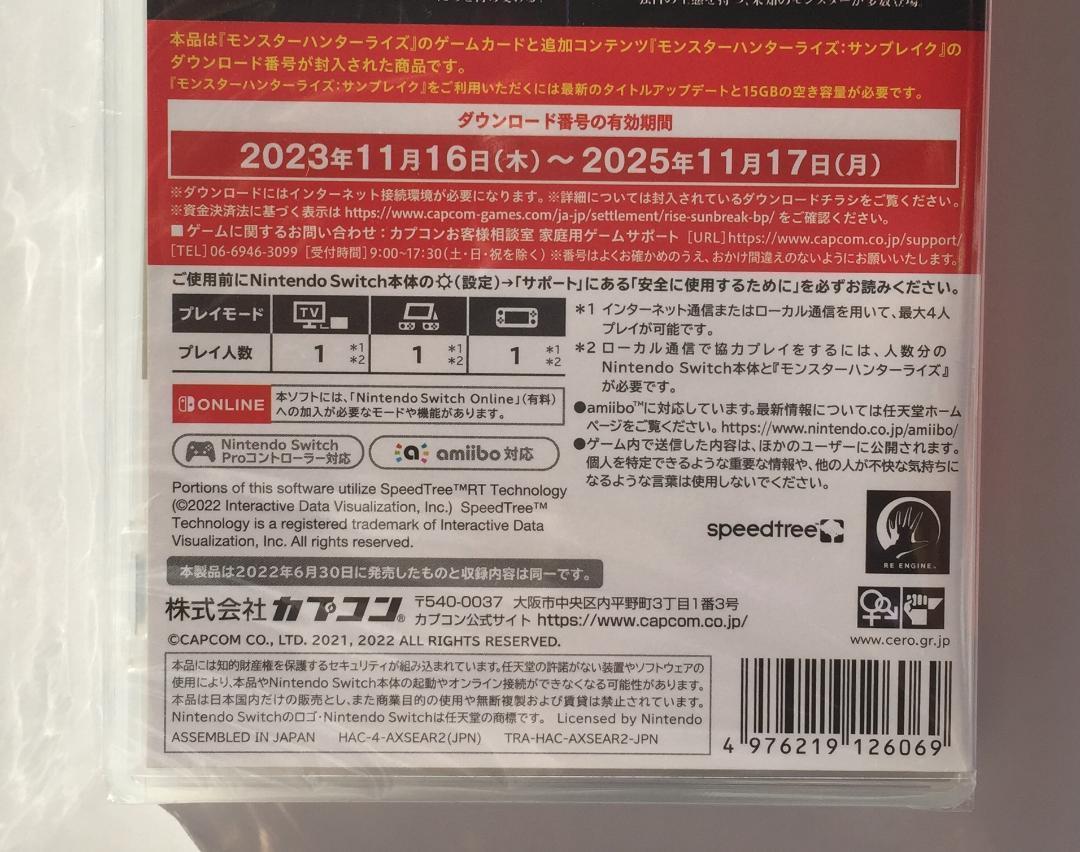 本品は『モンスターハンターライズ』のゲームカードと追加コンテンツ『モンスターハンターライズ:サンブレイク』の
ダウンロード番号が封入された商品です。
『モンスターハンターライズ:サンブレイク』をご利用いただくには最新のタイトルアップデートと15GBの空き容量が必要です。
ダウンロード番号の有効期間
2023年11月16日(木)～2025年11月17日(月)
※ダウンロードにはインターネット接続環境が必要になります。※詳細については封入されているダウンロードチラシをご覧ください。
※資金決済法に基づく表示は https://www.capcom-games.com/ja-jp/settlement/rise-sunbreak-bp/ をご確認ください。
■ゲームに関するお問い合わせ:カプコンお客様相談室 家庭用ゲームサポート [URL]https://www.capcom.co.jp/support/
[TEL]06-6946-3099 [受付時間]9:00~17:30(土・日・祝を除く)※番号はよくお確かめのうえ、おかけ間違えのないようにお願いいたします。
ご使用前にNintendo Switch本体の(設定)→「サポート」にある「安全に使用するために」を必ずお読みください。
プレイモード TV
プレイ人数 1 *1 *2 1 *1 *2 1 *1 *2
*1 インターネット通信またはローカル通信を用いて、最大4人
プレイが可能です。
*2 ローカル通信で協力プレイをするには、人数分の
Nintendo Switch本体と『モンスターハンターライズ』
が必要です。
ONLINE 本ソフトには、「Nintendo Switch Online」(有料)
への加入が必要なモードや機能があります。
●amiibo™に対応しています。最新情報については任天堂ホーム
ページをご覧ください。https://www.nintendo.co.jp/amiibo/
●ゲーム内で送信した内容は、ほかのユーザーに公開されます。
個人を特定できるような重要な情報や、他の人が不快な気持ちに
なるような言葉は使用しないでください。
Nintendo Switch
Proコントローラー対応
a amiibo対応
Portions of this software utilize SpeedTree™RT Technology
(©2022 Interactive Data Visualization, Inc.) SpeedTree™
Technology is a registered trademark of Interactive Data
Visualization, Inc. All rights reserved.
speedtree
RE ENGINE™
本製品は2022年6月30日に発売したものと収録内容は同一です。
株式会社カプコン® 〒540-0037 大阪市中央区内平野町3丁目1番3号
カプコン公式サイト https://www.capcom.co.jp/
©CAPCOM CO., LTD. 2021, 2022 ALL RIGHTS RESERVED.
www.cero.gr.jp
本品には知的財産権を保護するセキュリティが組み込まれています。任天堂の許諾がない装置やソフトウェアの
使用により、本品やNintendo Switch本体の起動やオンライン接続ができなくなる可能性があります。
本品は日本国内だけの販売とし、また商業目的の使用や無断複製および賃貸は禁止されています。
Nintendo Switchのロゴ・Nintendo Switchは任天堂の商標です。 Licensed by Nintendo
ASSEMBLED IN JAPAN HAC-4-AXSEAR2(JPN) TRA-HAC-AXSEAR2-JPN
4 976219 126069